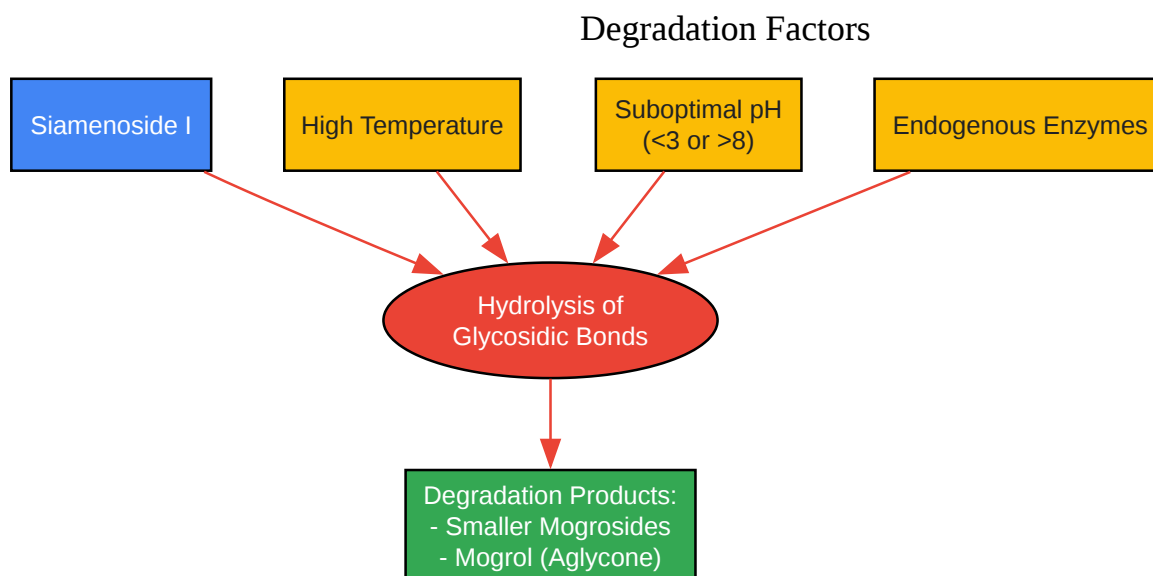 Degradation Factors
Siamenoside I
High Temperature
Suboptimal pH
(<3 or >8)
Endogenous Enzymes
Hydrolysis of
Glycosidic Bonds
Degradation Products:
- Smaller Mogrosides
- Mogrol (Aglycone)